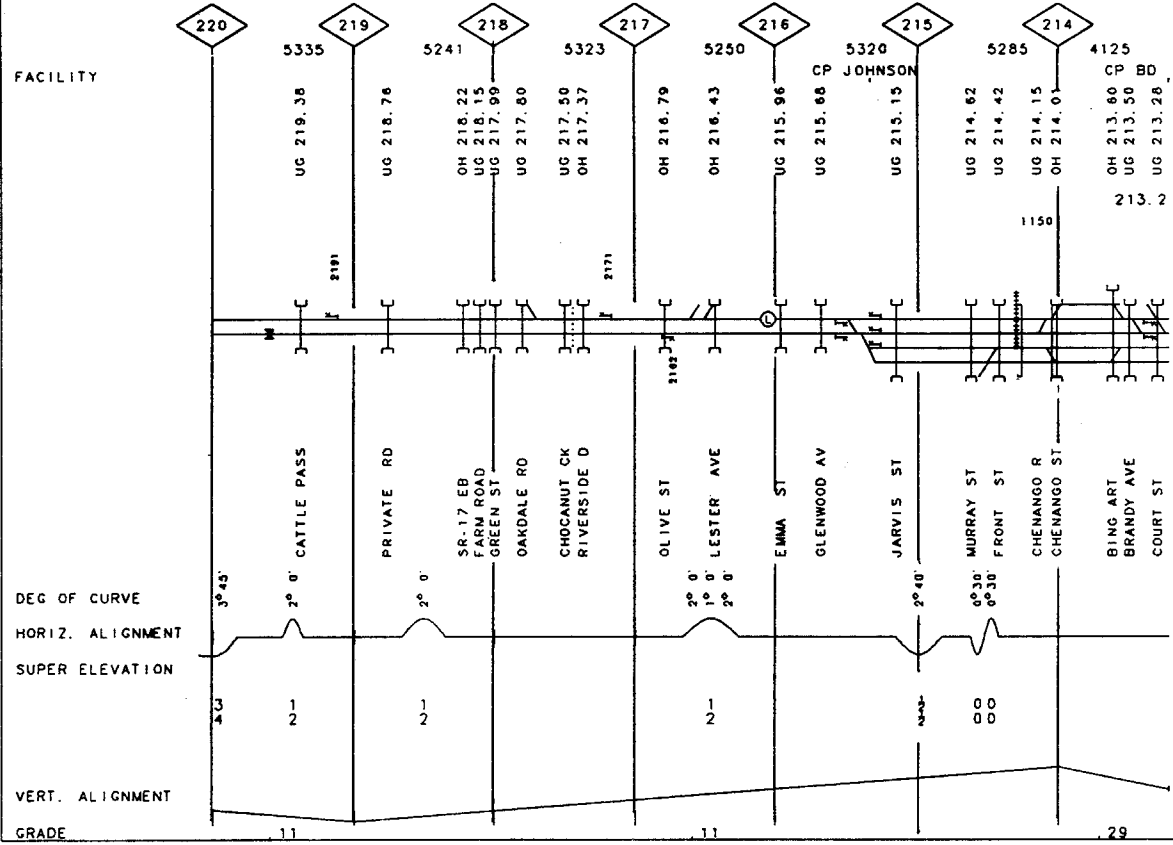 220 219 218 217 216 215 214
5335 5241 5323 5250 5320 5285 4125
FACILITY
CP JOHNSON
CP BD
UG 219.38
UG 218.78
OH 218.22
UG 218.15
UG 217.99
UG 217.80
UG 217.50
OH 217.37
OH 216.79
OH 216.43
UG 215.96
UG 215.68
UG 215.15
UG 214.62
UG 214.42
UG 214.15
OH 214.01
OH 213.60
UG 213.50
UG 213.28
213.2
1150
2191
2171
L
2162
CATTLE PASS
PRIVATE RD
SR-17 EB
FARM ROAD
GREEN ST
OAKDALE RD
CHOCANUT CK
RIVERSIDE D
OLIVE ST
LESTER AVE
EMMA ST
GLENWOOD AV
JARVIS ST
MURRAY ST
FRONT ST
CHENANGO R
CHENANGO ST
BING ART
BRANDY AVE
COURT ST
DEG OF CURVE
3° 45'
2° 0'
2° 0'
2° 0'
1° 0'
2° 0'
2° 40'
0° 30'
0° 30'
HORIZ. ALIGNMENT
SUPER ELEVATION
3 1 1 1 0 0
4 2 2 2 0 0
VERT. ALIGNMENT
GRADE .11 .11 .29